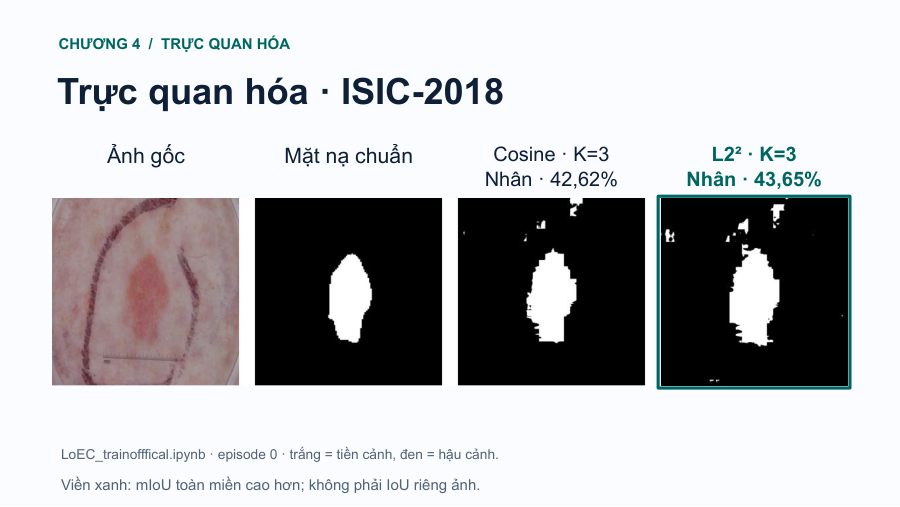 CHƯƠNG 4 / TRỰC QUAN HÓA
Trực quan hóa · ISIC-2018
Ảnh gốc
Mặt nạ chuẩn
Cosine · K=3
Nhân · 42,62%
L2² · K=3
Nhân · 43,65%
LoEC_trainofffical.ipynb · episode 0 · trắng = tiền cảnh, đen = hậu cảnh.
Viền xanh: mIoU toàn miền cao hơn; không phải IoU riêng ảnh.